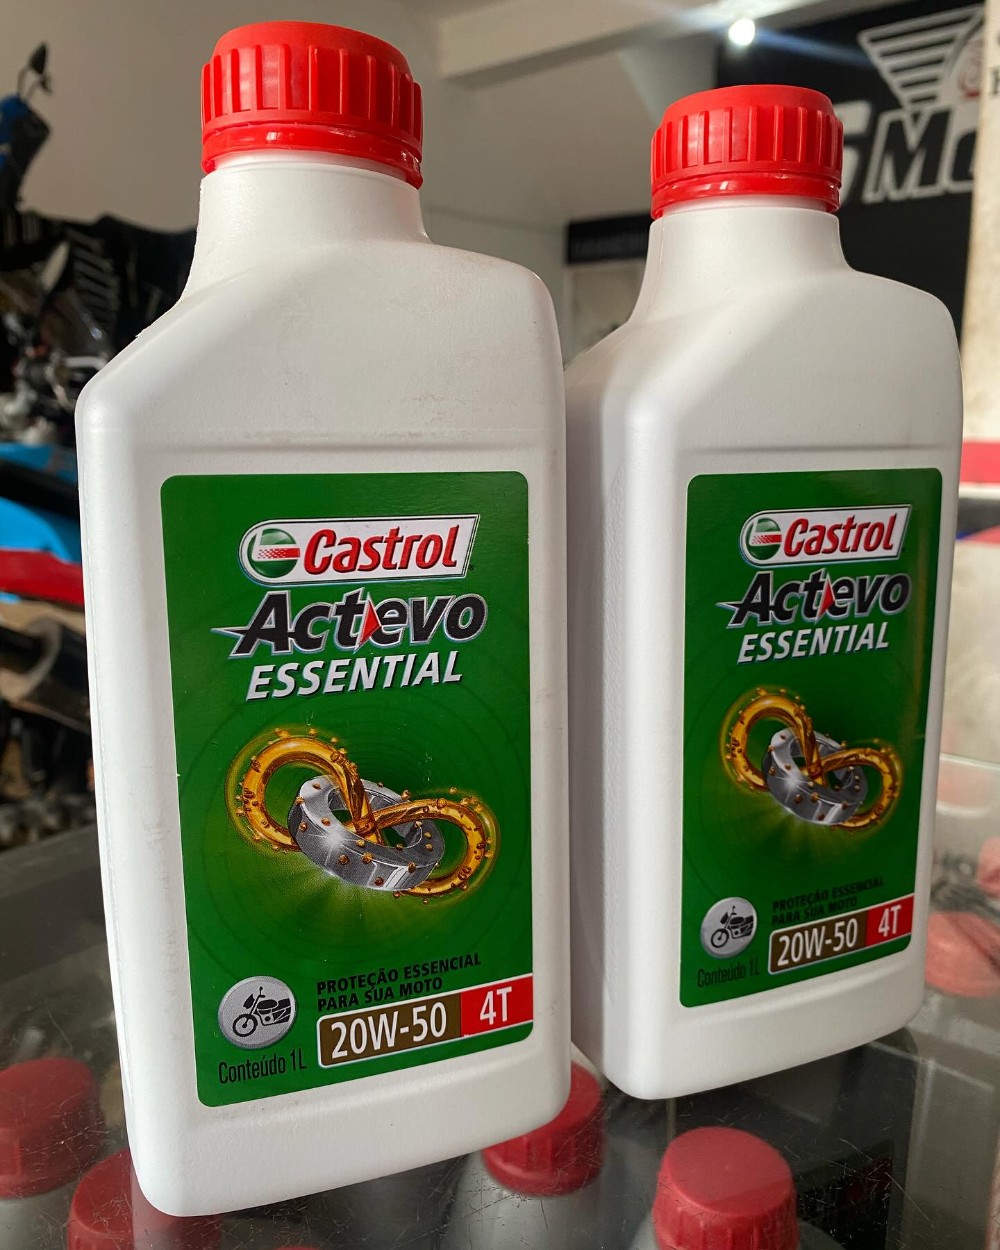 Castrol
Actevo
ESSENTIAL
PROTEÇÃO ESSENCIAL
PARA SUA MOTO
20W-50 4T
Conteúdo 1L
Castrol
Actevo
ESSENTIAL
PROTEÇÃO ESSENCIAL
PARA SUA MOTO
20W-50 4T
Conteúdo 1L